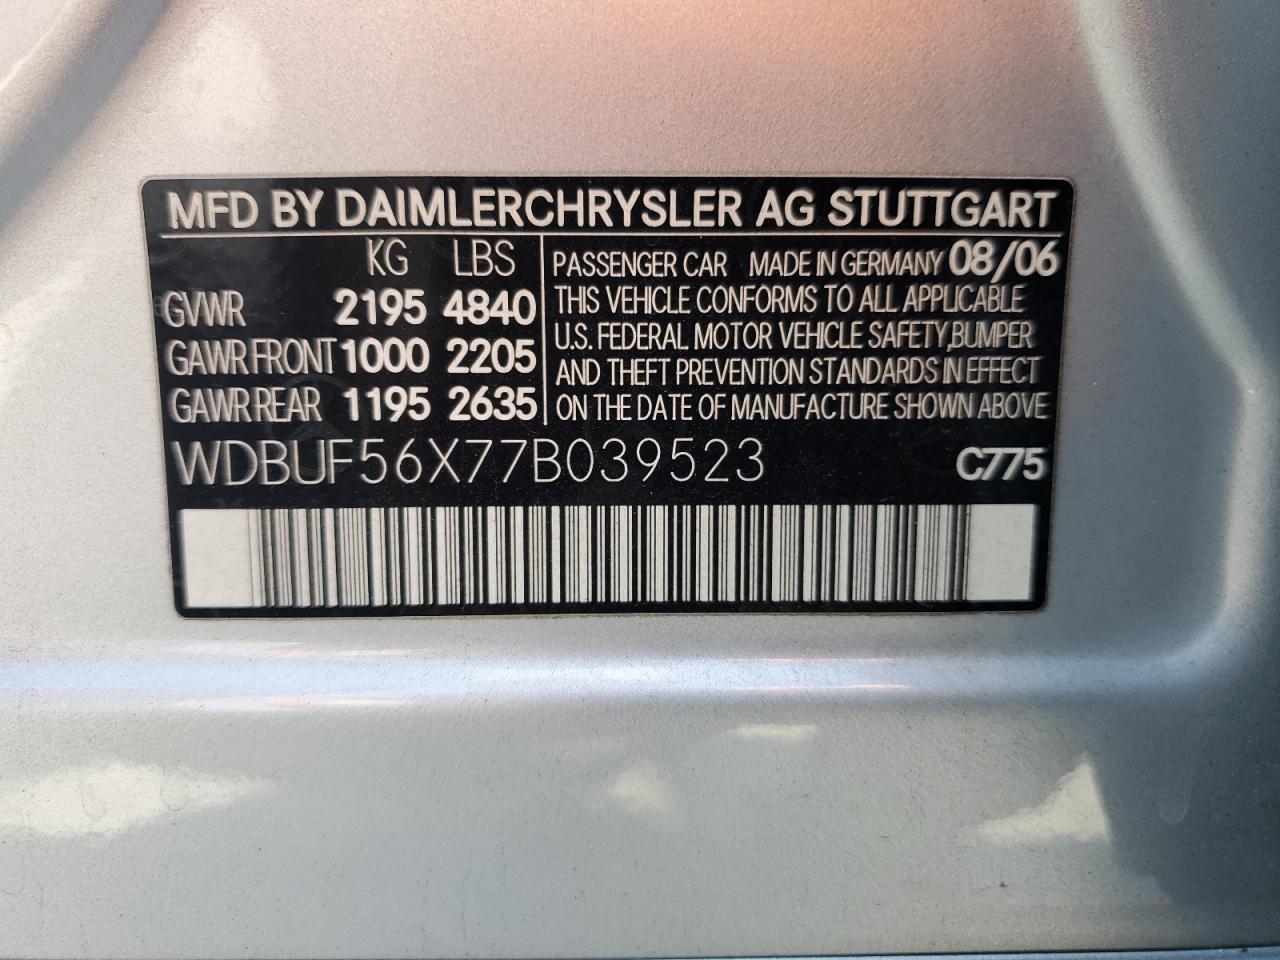 MFD BY DAIMLERCHRYSLER AG STUTTGART
KG LBS
GVWR 2195 4840
GAWR FRONT 1000 2205
GAWR REAR 1195 2635
PASSENGER CAR MADE IN GERMANY 08/06
THIS VEHICLE CONFORMS TO ALL APPLICABLE
U.S. FEDERAL MOTOR VEHICLE SAFETY, BUMPER
AND THEFT PREVENTION STANDARDS IN EFFECT
ON THE DATE OF MANUFACTURE SHOWN ABOVE
WDBUF56X77B039523 C775